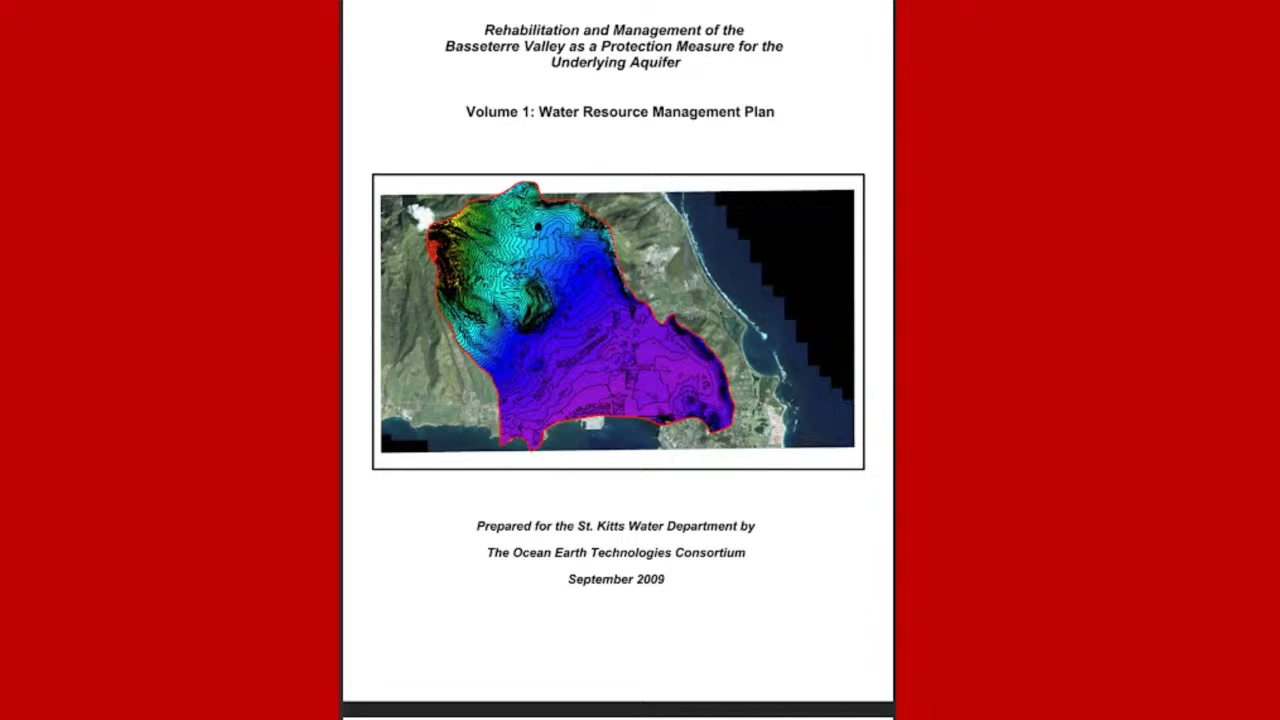 Rehabilitation and Management of the
Basseterre Valley as a Protection Measure for the
Underlying Aquifer
Volume 1: Water Resource Management Plan
Prepared for the St. Kitts Water Department by
The Ocean Earth Technologies Consortium
September 2009